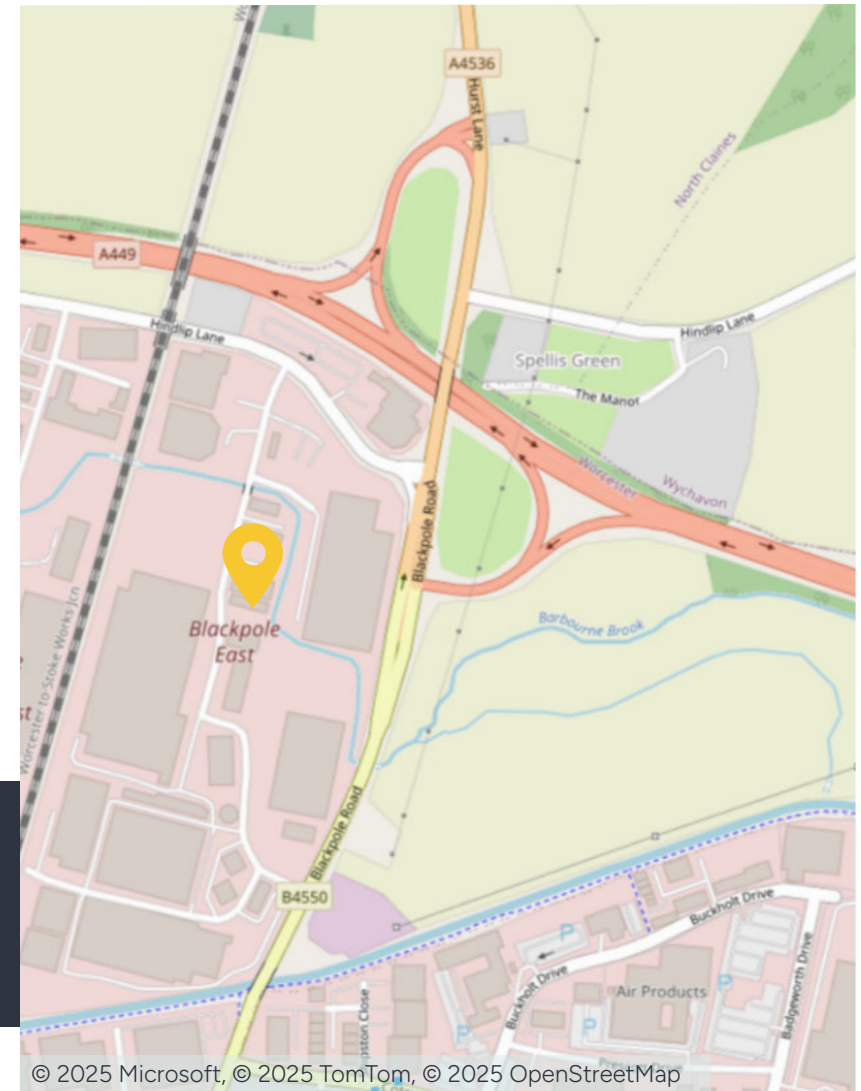 A4536
Hurst Lane
North Claines
A449
Hindlip Lane
Hindlip Lane
Spellis Green
The Manor
Worcester
Wychavon
Blackpole Road
Barbourne Brook
Blackpole
East
Worcester to Stoke Works Jcn
st
Blackpole Road
B4550
Buckholt Drive
P
Buckholt Drive
Air Products
P
Badgeworth Drive
P
P
© 2025 Microsoft, © 2025 TomTom, © 2025 OpenStreetMap